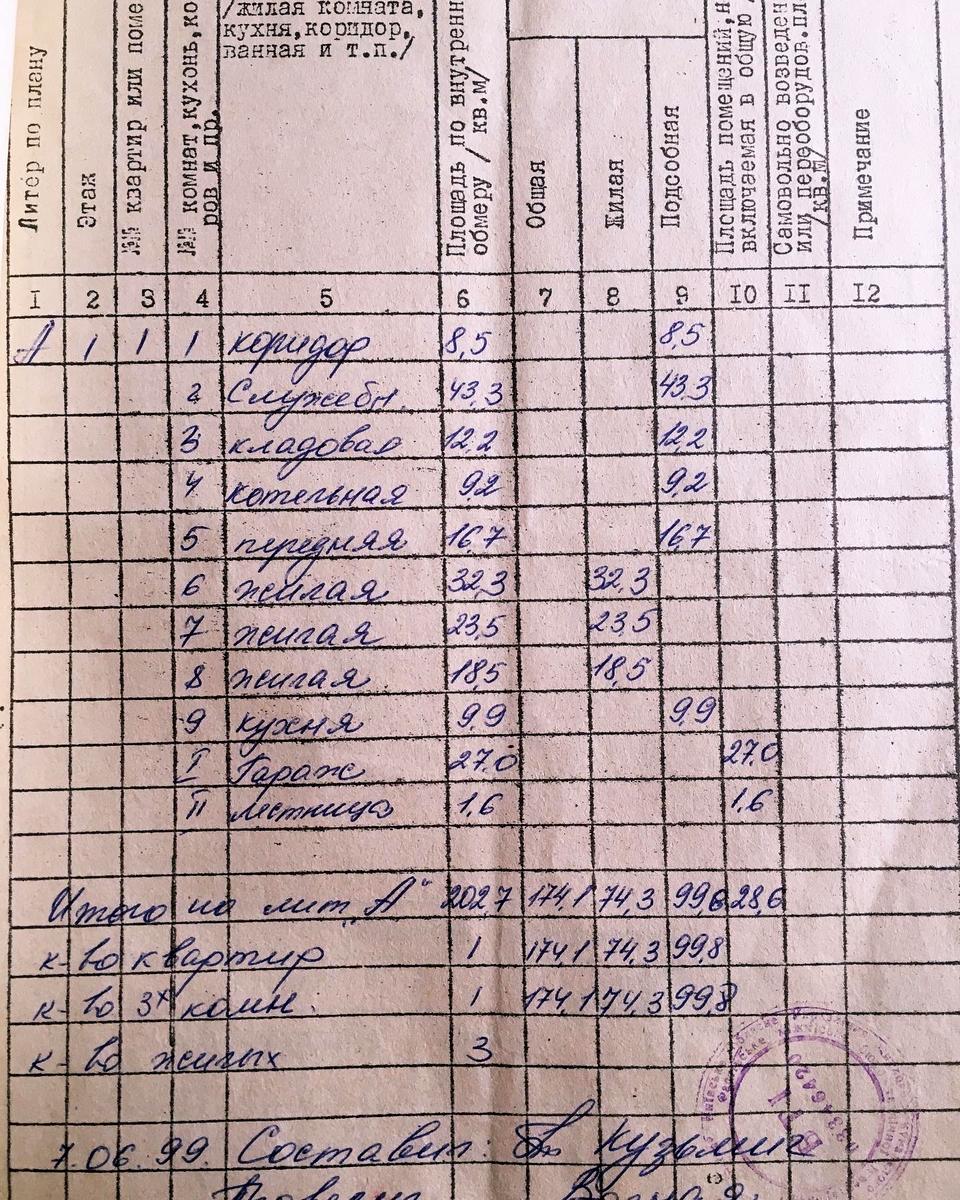 Литер по плану
Этаж
№№ квартир или поме
№№ комнат,кухонь,ко
ров и пр.
/жилая комната,
кухня,коридор,
ванная и т.п./
Площадь по внутренн
обмеру / кв.м/
Общая
Жилая
Подсобная
Площадь помещений,н
включаемая в общую /
Самовольно возведен
или переоборудов.пл
/кв.м/
Примечание
1 2 3 4 5 6 7 8 9 10 11 12
А 1 1 1 коридор 8,5 8,5
2 Служебн. 43,3 43.3
3 кладовая 12,2 12,2
4 котельная 92 9,2
5 передняя 16,7 16,7
6 жилая 32,3 32,3
7 жилая 23,5 23,5
8 жилая 18,5 18,5
9 кухня 9,9 9,9
I Гараж 27.0 27.0
II лестница 1.6 1.6
Итого по лит „А" 202,7 174,1 74,3 99,8 28,6
к-во квартир 1 174,1 74,3 99,8
к-во 3х комн. 1 174,1 74,3 99,8
к-во жилых 3
7.06.99. Составил: Кузьмич